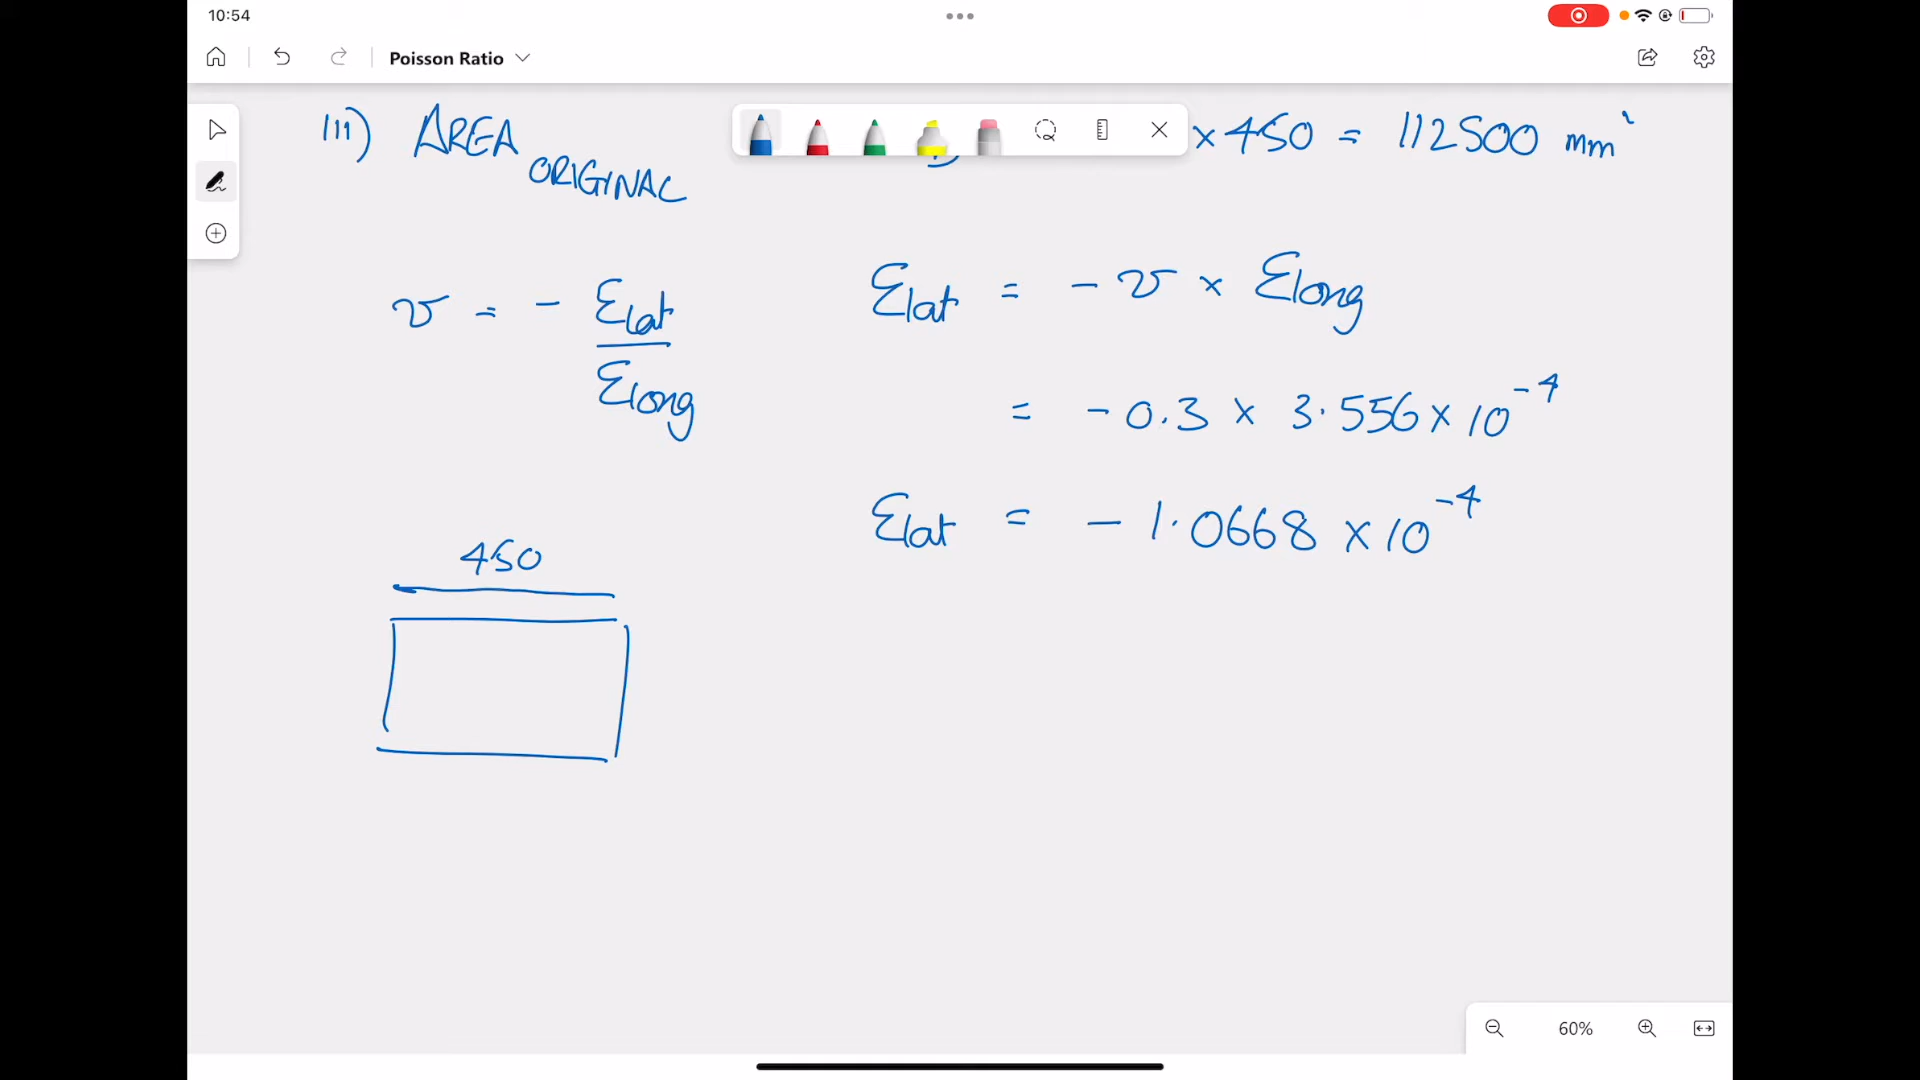 10:54
Poisson Ratio
III) AREA ORIGINAL × 450 = 112500 mm²
ν = - εlat / εlong
εlat = - ν × εlong
= - 0.3 × 3.556 × 10⁻⁴
εlat = - 1.0668 × 10⁻⁴
450
60%